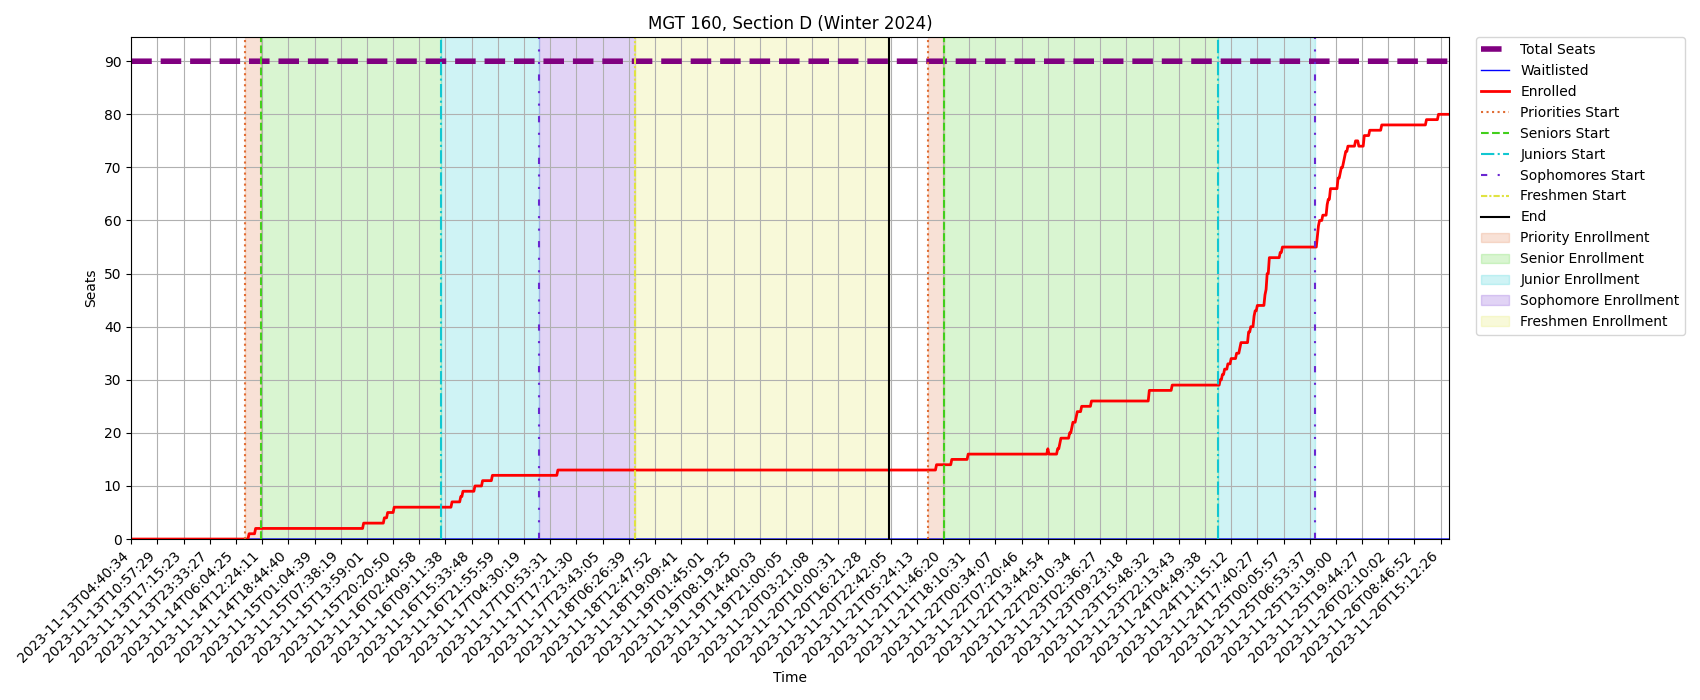 MGT 160, Section D (Winter 2024)
Seats
90
80
70
60
50
40
30
20
10
0
2023-11-13T04:40:34
2023-11-13T10:57:29
2023-11-13T17:15:23
2023-11-13T23:33:27
2023-11-14T06:04:25
2023-11-14T12:24:11
2023-11-14T18:44:40
2023-11-15T01:04:39
2023-11-15T07:38:19
2023-11-15T13:59:01
2023-11-15T20:20:50
2023-11-16T02:40:58
2023-11-16T09:11:38
2023-11-16T15:33:48
2023-11-16T21:55:59
2023-11-17T04:30:19
2023-11-17T10:53:31
2023-11-17T17:21:30
2023-11-17T23:43:05
2023-11-18T06:26:39
2023-11-18T12:47:52
2023-11-18T19:09:41
2023-11-19T01:45:01
2023-11-19T08:19:25
2023-11-19T14:40:03
2023-11-19T21:00:05
2023-11-20T03:21:08
2023-11-20T10:00:31
2023-11-20T16:21:28
2023-11-20T22:42:05
2023-11-21T05:24:13
2023-11-21T11:46:20
2023-11-21T18:10:31
2023-11-22T00:34:07
2023-11-22T07:20:46
2023-11-22T13:44:54
2023-11-22T20:10:34
2023-11-23T02:36:27
2023-11-23T09:23:18
2023-11-23T15:48:32
2023-11-23T22:13:43
2023-11-24T04:49:38
2023-11-24T11:15:12
2023-11-24T17:40:27
2023-11-25T00:05:57
2023-11-25T06:53:37
2023-11-25T13:19:00
2023-11-25T19:44:27
2023-11-26T02:10:02
2023-11-26T08:46:52
2023-11-26T15:12:26
Time
Total Seats
Waitlisted
Enrolled
Priorities Start
Seniors Start
Juniors Start
Sophomores Start
Freshmen Start
End
Priority Enrollment
Senior Enrollment
Junior Enrollment
Sophomore Enrollment
Freshmen Enrollment